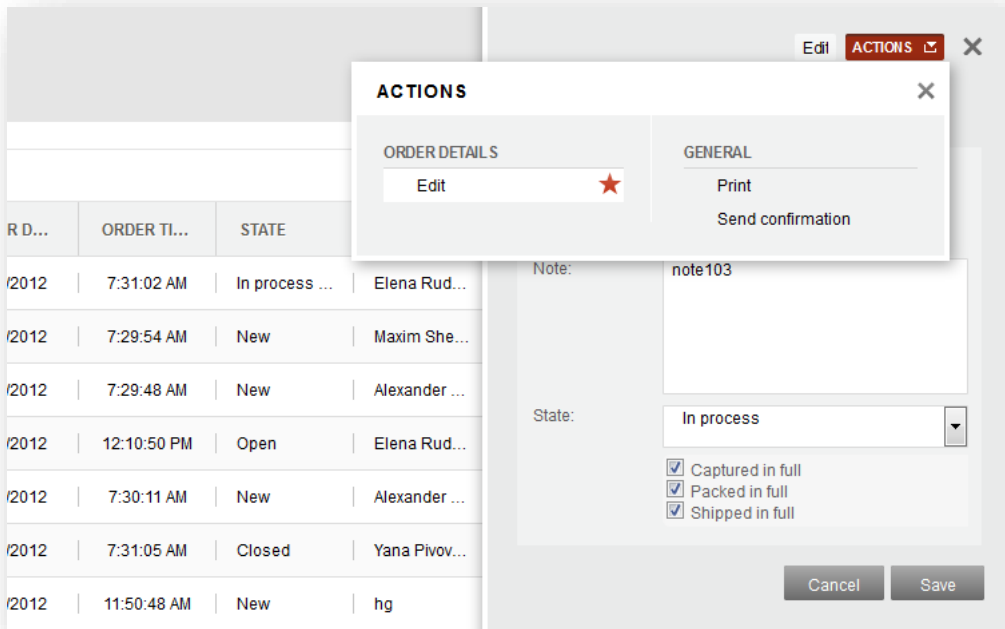 Edit ACTIONS
ACTIONS
ORDER DETAILS GENERAL
Edit Print
Send confirmation
R D... ORDER TI... STATE
/2012 7:31:02 AM In process ... Elena Rud...
/2012 7:29:54 AM New Maxim She...
/2012 7:29:48 AM New Alexander ...
/2012 12:10:50 PM Open Elena Rud...
/2012 7:30:11 AM New Alexander ...
/2012 7:31:05 AM Closed Yana Pivov...
/2012 11:50:48 AM New hg
Note: note103
State: In process
Captured in full
Packed in full
Shipped in full
Cancel Save